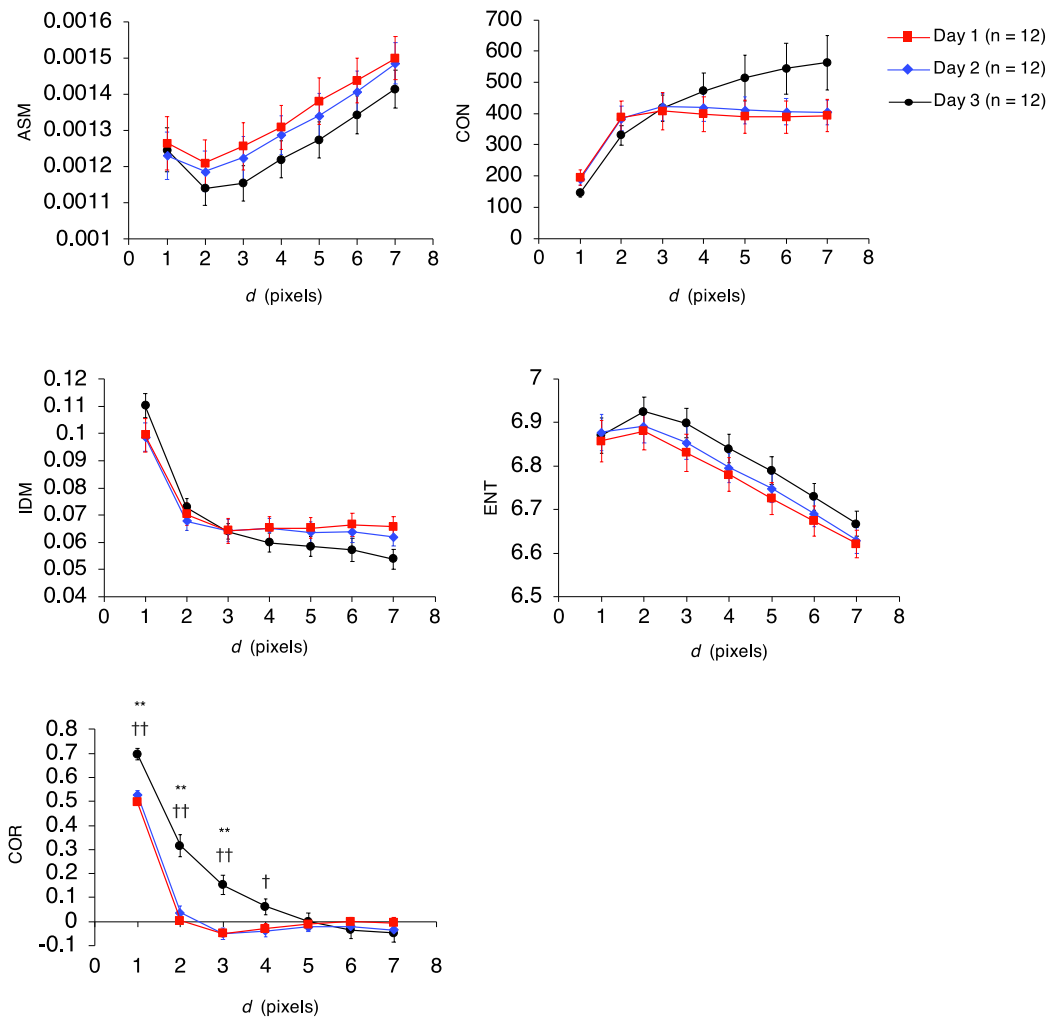 0.0016
0.0015
0.0014
0.0013
0.0012
0.0011
0.001
ASM
0 1 2 3 4 5 6 7 8
d (pixels)
700
600
500
400
300
200
100
0
CON
0 1 2 3 4 5 6 7 8
d (pixels)
Day 1 (n = 12)
Day 2 (n = 12)
Day 3 (n = 12)
0.12
0.11
0.1
0.09
0.08
0.07
0.06
0.05
0.04
IDM
0 1 2 3 4 5 6 7 8
d (pixels)
7
6.9
6.8
6.7
6.6
6.5
ENT
0 1 2 3 4 5 6 7 8
d (pixels)
0.8
0.7
0.6
0.5
0.4
0.3
0.2
0.1
0
-0.1
COR
**
††
**
††
**
††
†
0 1 2 3 4 5 6 7 8
d (pixels)